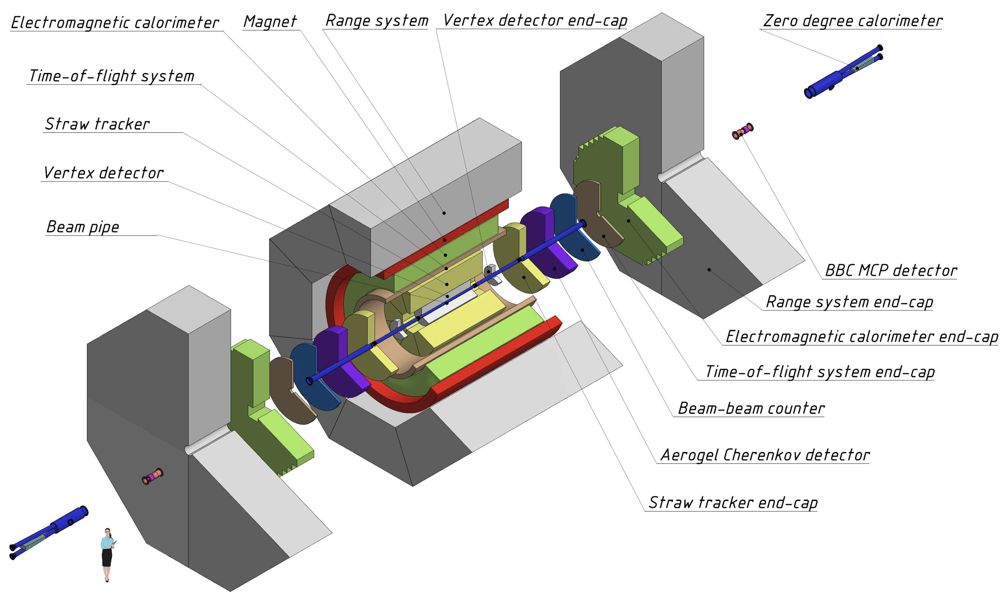 Electromagnetic calorimeter
Magnet
Range system
Vertex detector end-cap
Zero degree calorimeter
Time-of-flight system
Straw tracker
Vertex detector
Beam pipe
BBC MCP detector
Range system end-cap
Electromagnetic calorimeter end-cap
Time-of-flight system end-cap
Beam-beam counter
Aerogel Cherenkov detector
Straw tracker end-cap